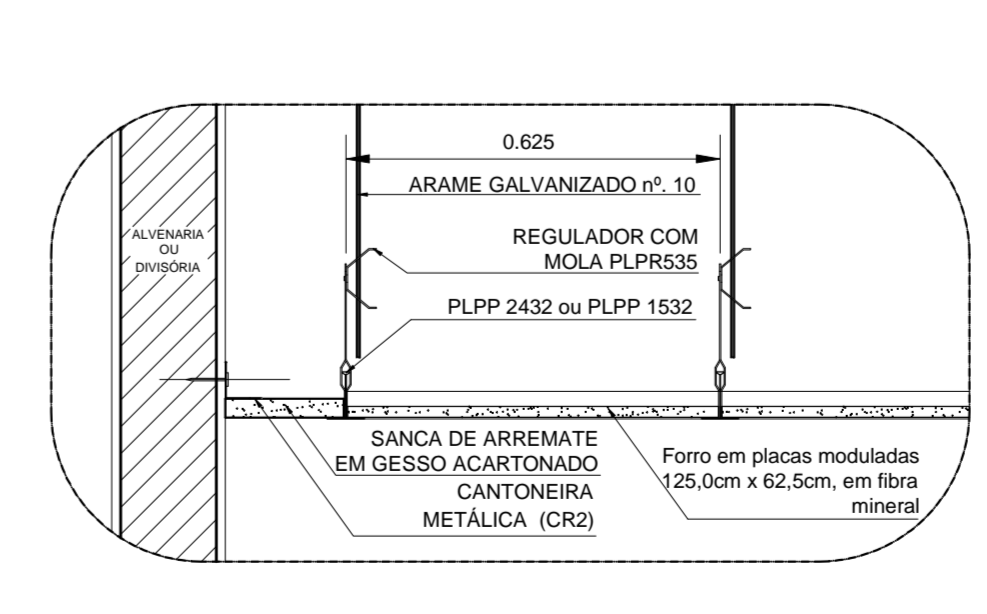 0.625
ARAME GALVANIZADO nº. 10
ALVENARIA
OU
DIVISÓRIA
REGULADOR COM
MOLA PLPR535
PLPP 2432 ou PLPP 1532
SANCA DE ARREMATE
EM GESSO ACARTONADO
CANTONEIRA
METÁLICA (CR2)
Forro em placas moduladas
125,0cm x 62,5cm, em fibra
mineral